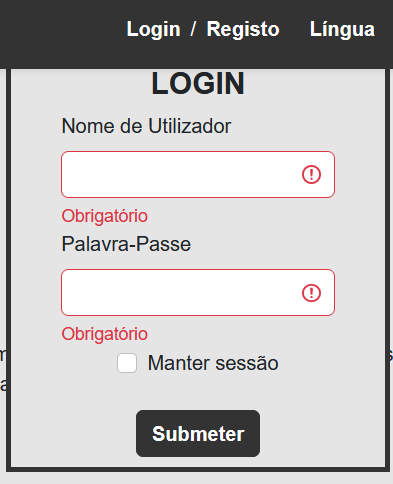 Login / Registo Língua
LOGIN
Nome de Utilizador
Obrigatório
Palavra-Passe
Obrigatório
Manter sessão
Submeter